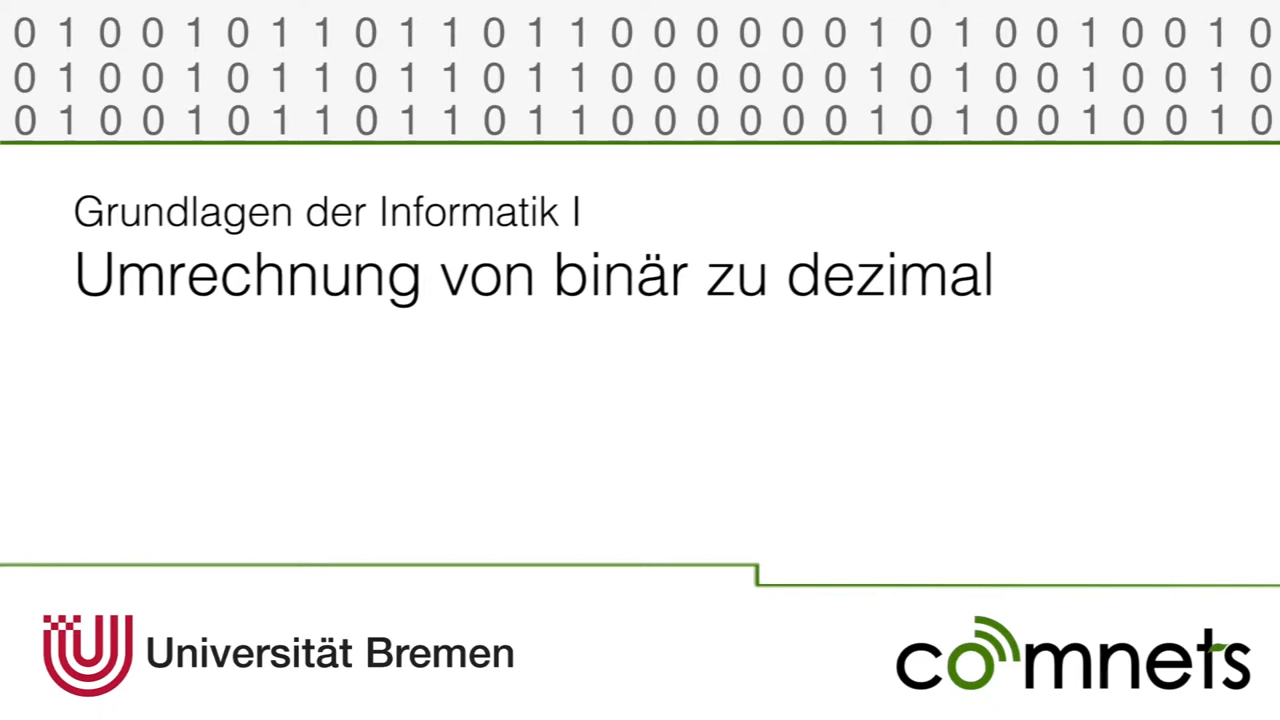 0 1 0 0 1 0 1 1 0 1 1 0 1 1 0 0 0 0 0 0 1 0 1 0 0 1 0 0 1 0
0 1 0 0 1 0 1 1 0 1 1 0 1 1 0 0 0 0 0 0 1 0 1 0 0 1 0 0 1 0
0 1 0 0 1 0 1 1 0 1 1 0 1 1 0 0 0 0 0 0 1 0 1 0 0 1 0 0 1 0
Grundlagen der Informatik I
Umrechnung von binär zu dezimal
Universität Bremen
comnets